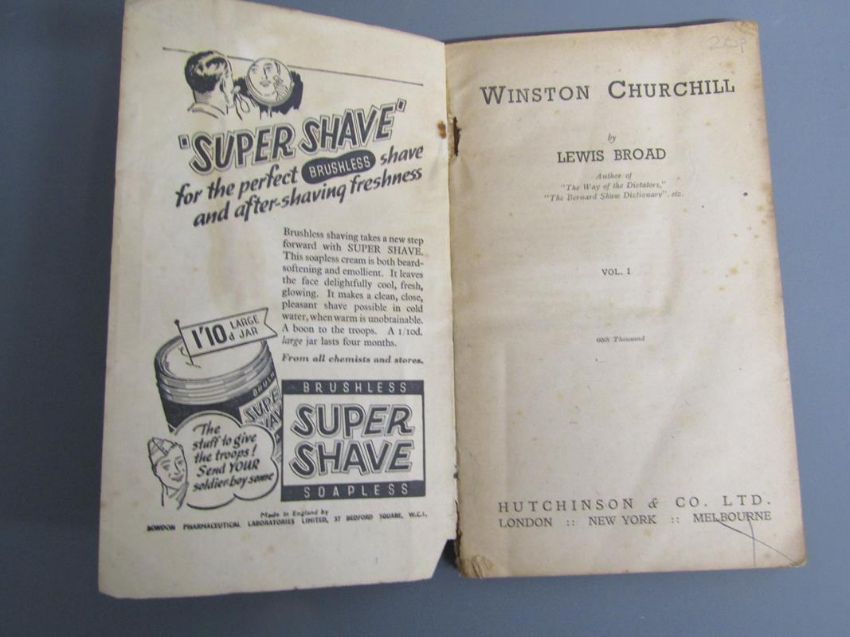 "SUPER SHAVE"
for the perfect BRUSHLESS shave
and after-shaving freshness
Brushless shaving takes a new step
forward with SUPER SHAVE.
This soapless cream is both beard-
softening and emollient. It leaves
the face delightfully cool, fresh,
glowing. It makes a clean, close,
pleasant shave possible in cold
water, when warm is unobtainable.
A boon to the troops. A 1/10d.
large jar lasts four months.
From all chemists and stores.
1'10d LARGE JAR
The
stuff to give
the troops!
Send YOUR
soldier-boy some
BRUSHLESS
SUPER
SHAVE
SOAPLESS
Made in England by
PHARMACEUTICAL LABORATORIES LIMITED, 37 BEDFORD SQUARE, W.C.1.
WINSTON CHURCHILL
by
LEWIS BROAD
Author of
"The Way of the Dictators,"
"The Bernard Shaw Dictionary", etc.
VOL. I
Thousand
HUTCHINSON & CO. LTD.
LONDON :: NEW YORK :: MELBOURNE